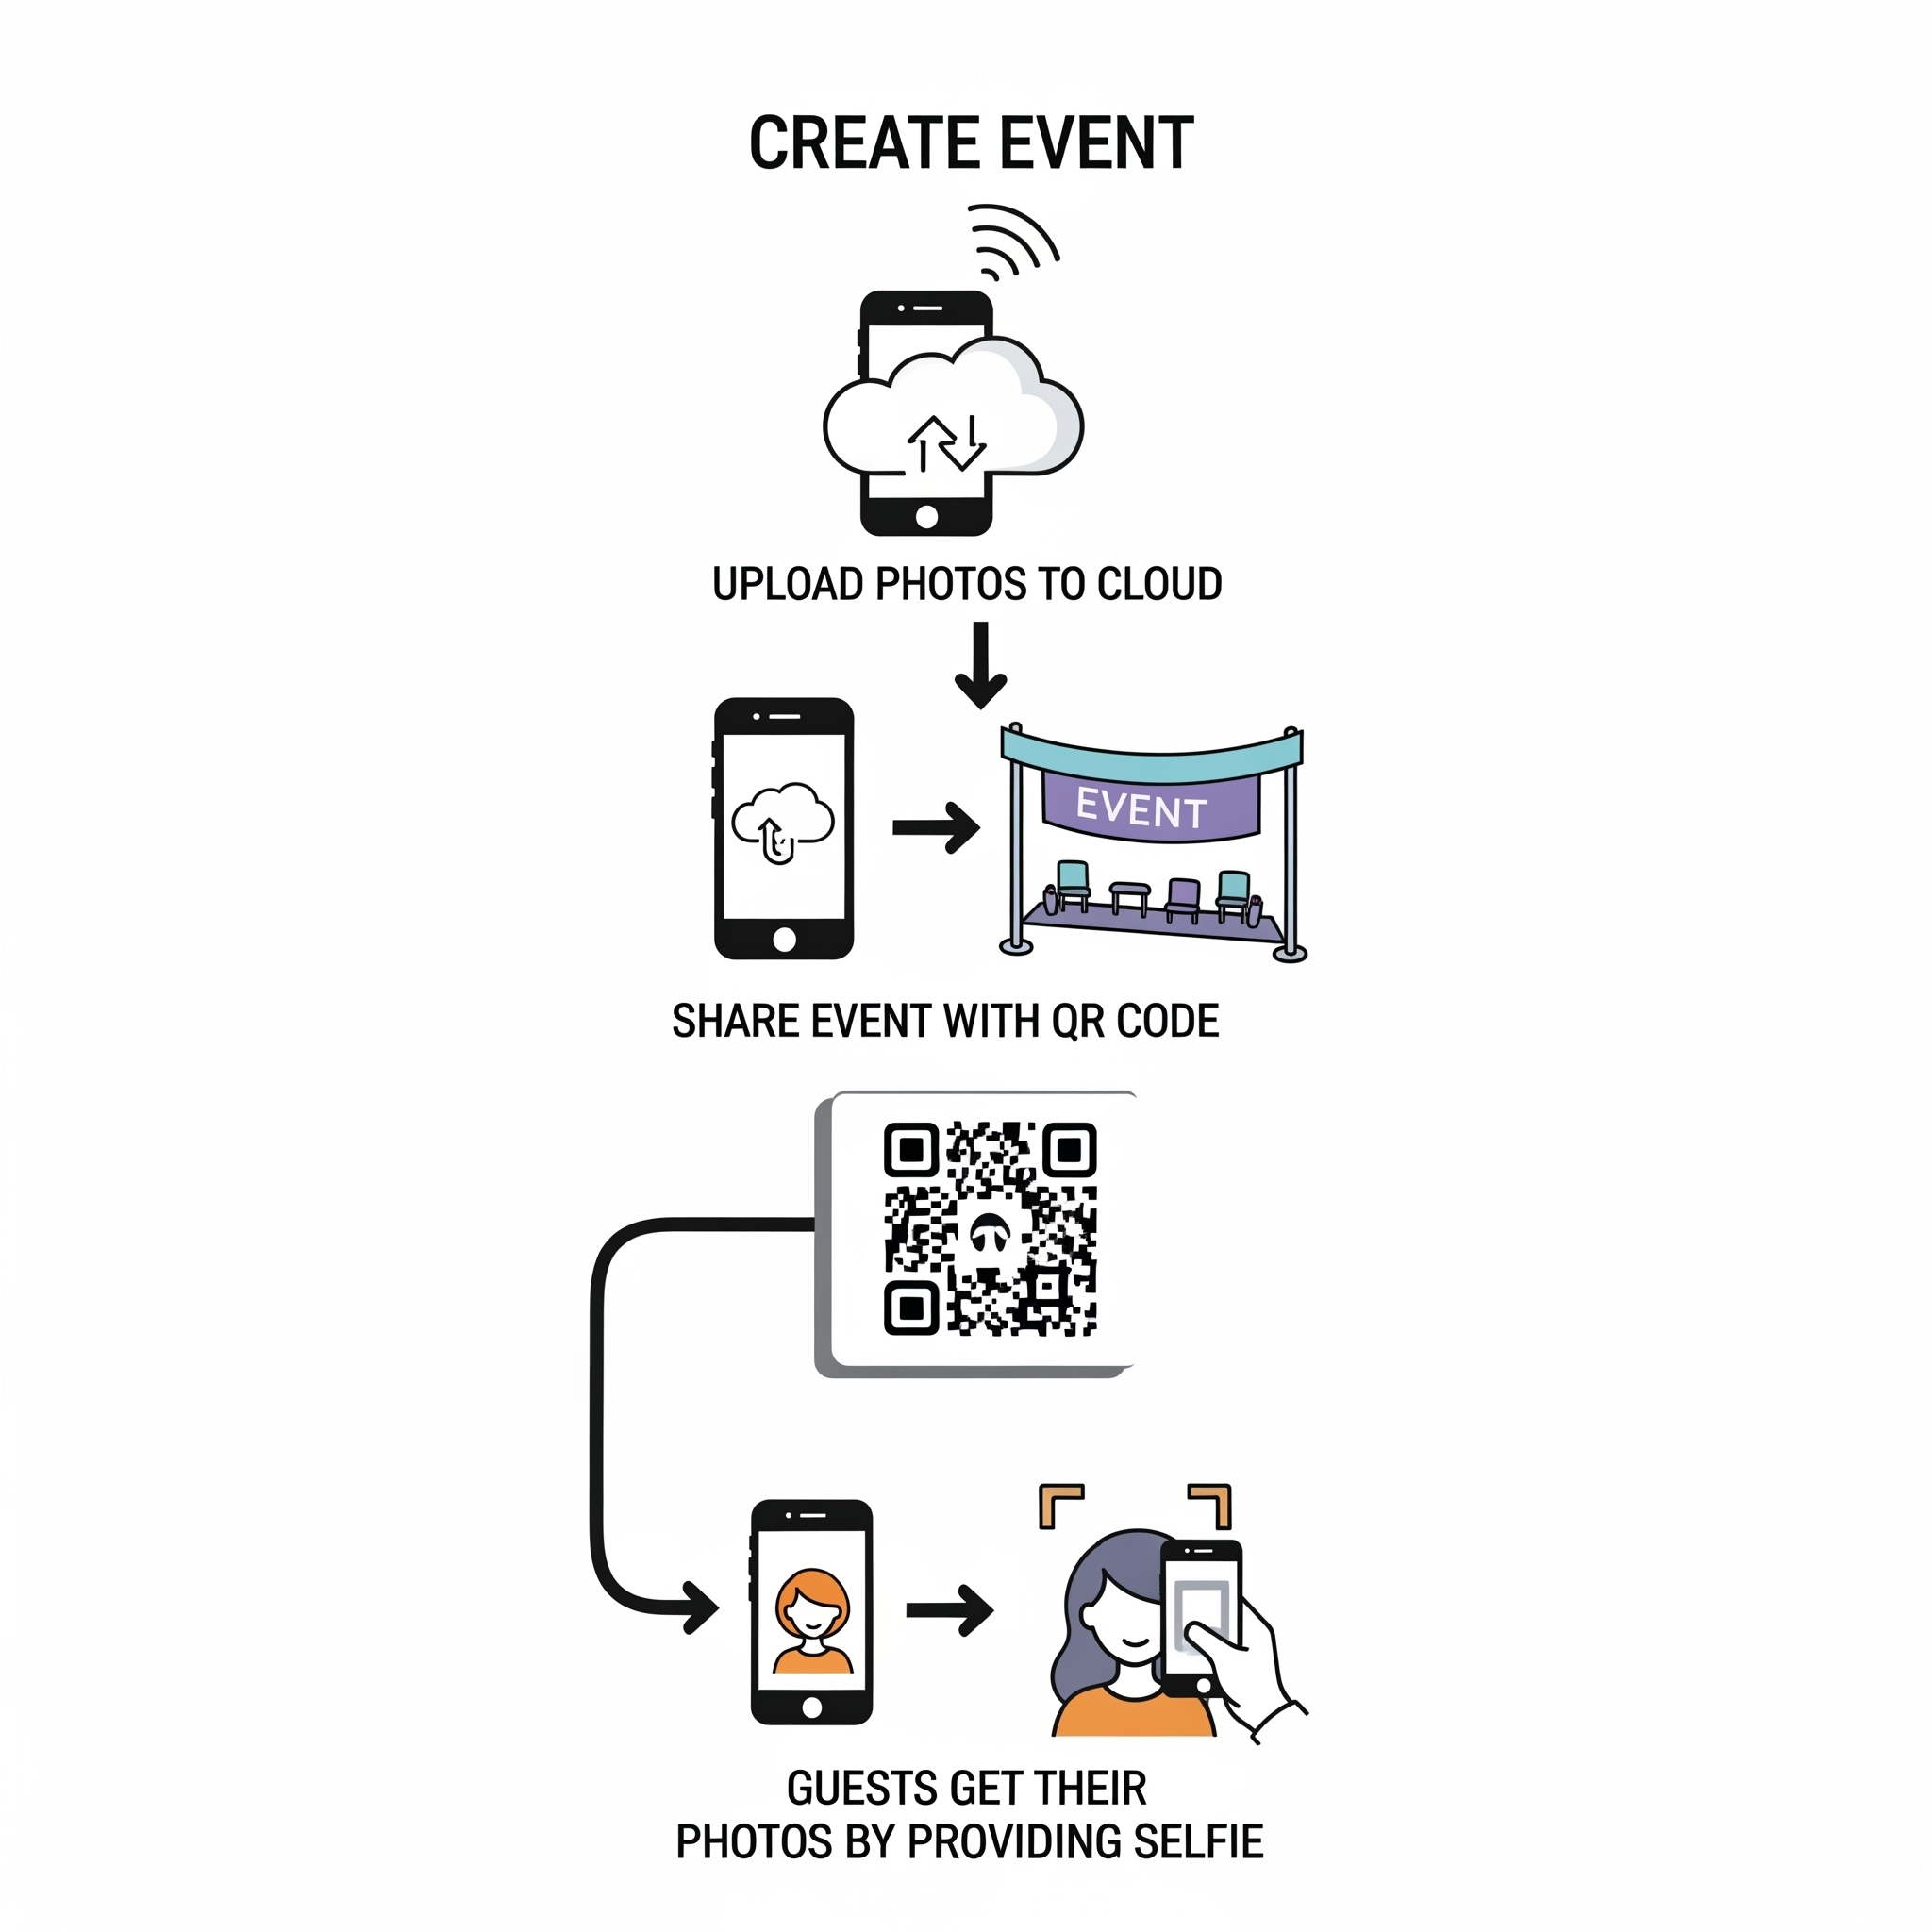 CREATE EVENT
UPLOAD PHOTOS TO CLOUD
EVENT
SHARE EVENT WITH QR CODE
GUESTS GET THEIR
PHOTOS BY PROVIDING SELFIE